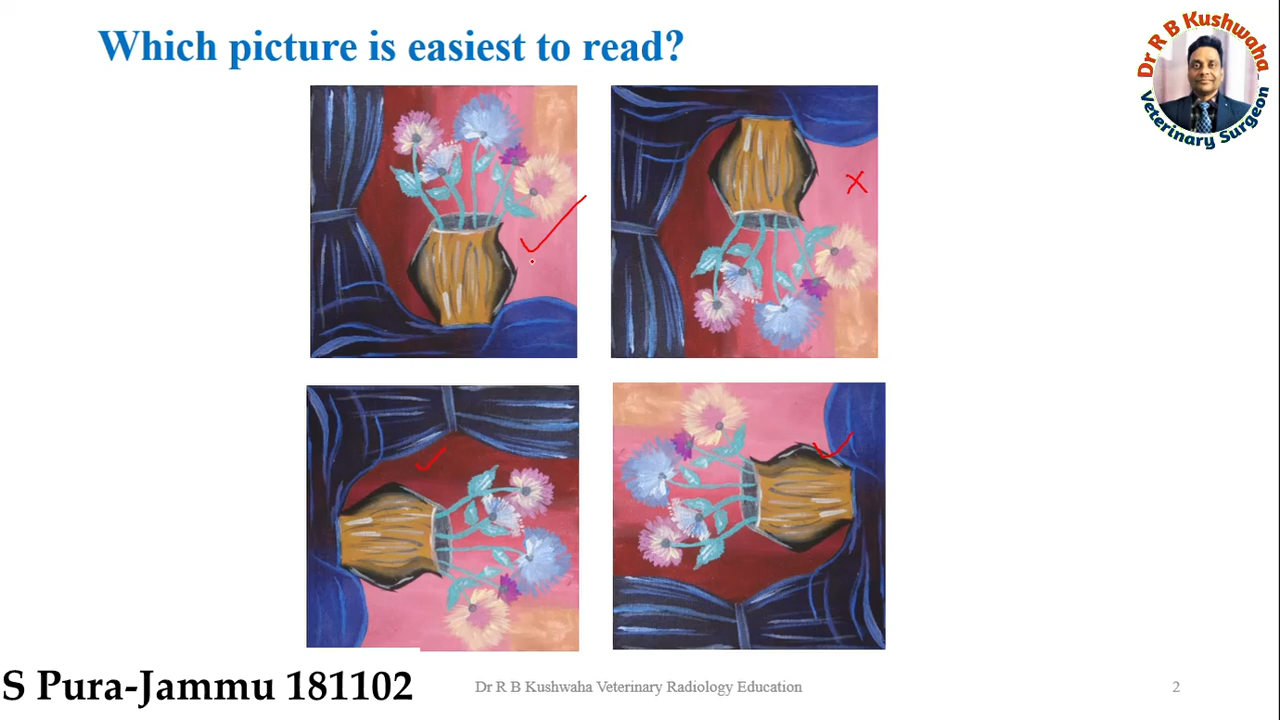 Which picture is easiest to read?
Dr R B Kushwaha
Veterinary Surgeon
S Pura-Jammu 181102
Dr R B Kushwaha Veterinary Radiology Education
2